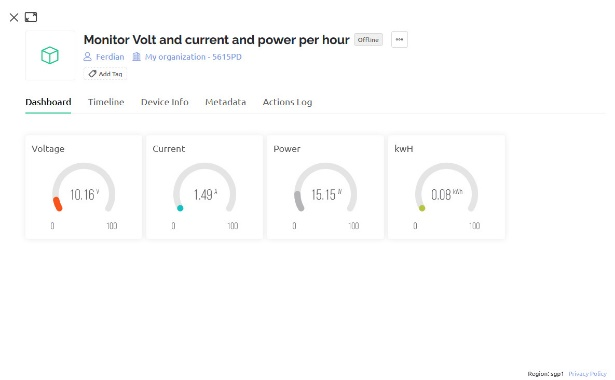 Monitor Volt and current and power per hour Offline
Ferdian My organization - 5615PD
Add Tag
Dashboard Timeline Device Info Metadata Actions Log
Voltage Current Power kwH
10.16 V 1.49 A 15.15 W 0.08 kWh
0 100 0 100 0 100 0 100
Region: sgp1 Privacy Policy